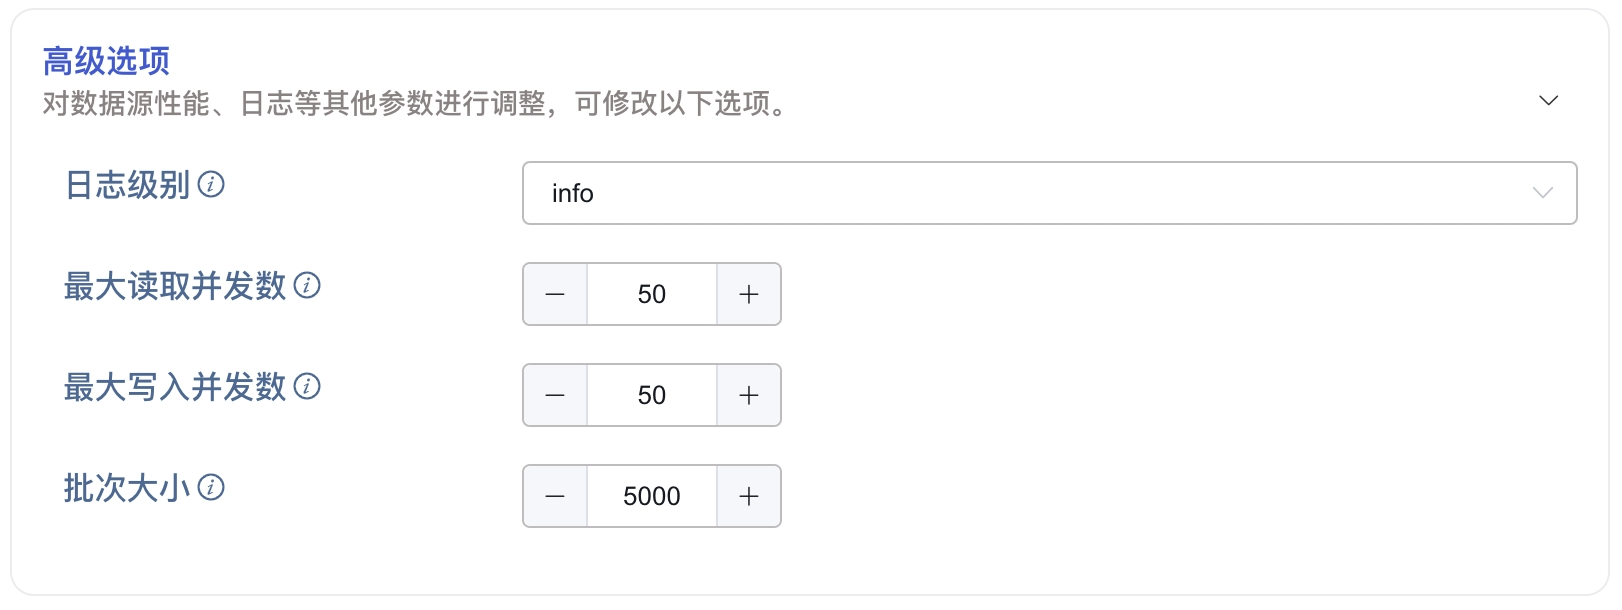 高级选项
对数据源性能、日志等其他参数进行调整，可修改以下选项。
日志级别 info
最大读取并发数 50
最大写入并发数 50
批次大小 5000